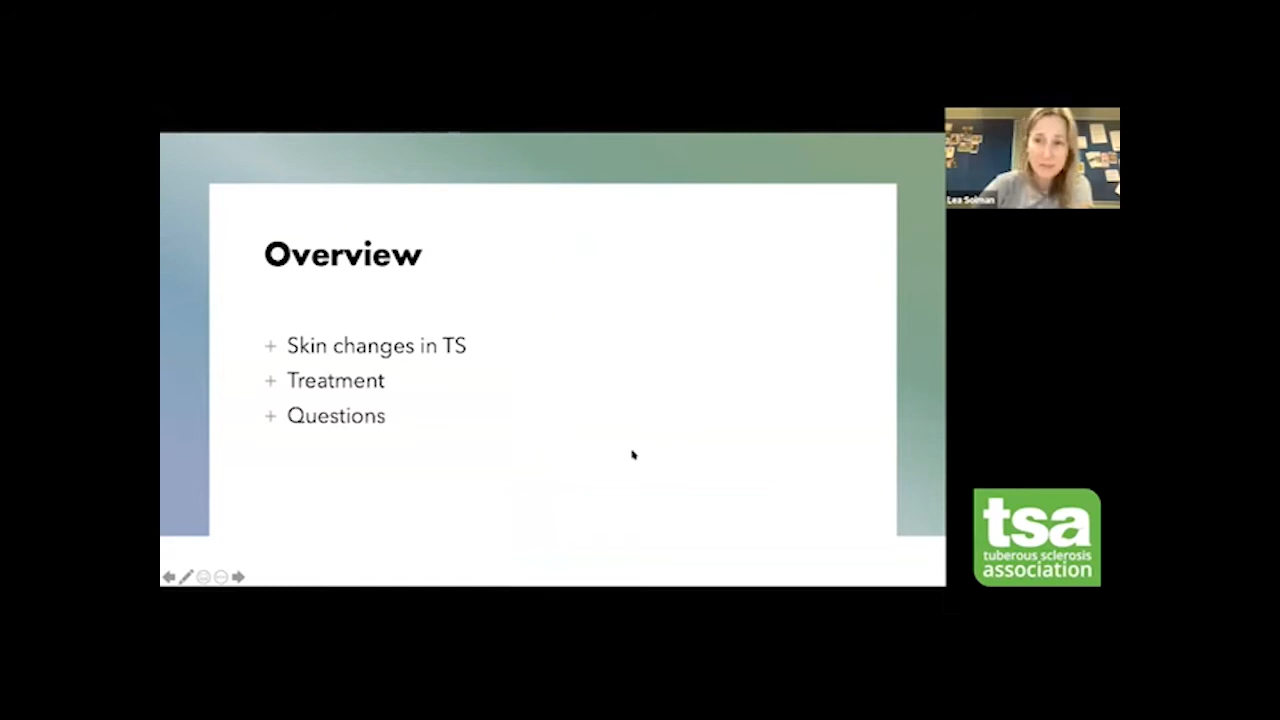 Overview
+ Skin changes in TS
+ Treatment
+ Questions
Lea Solman
tsa
tuberous sclerosis
association